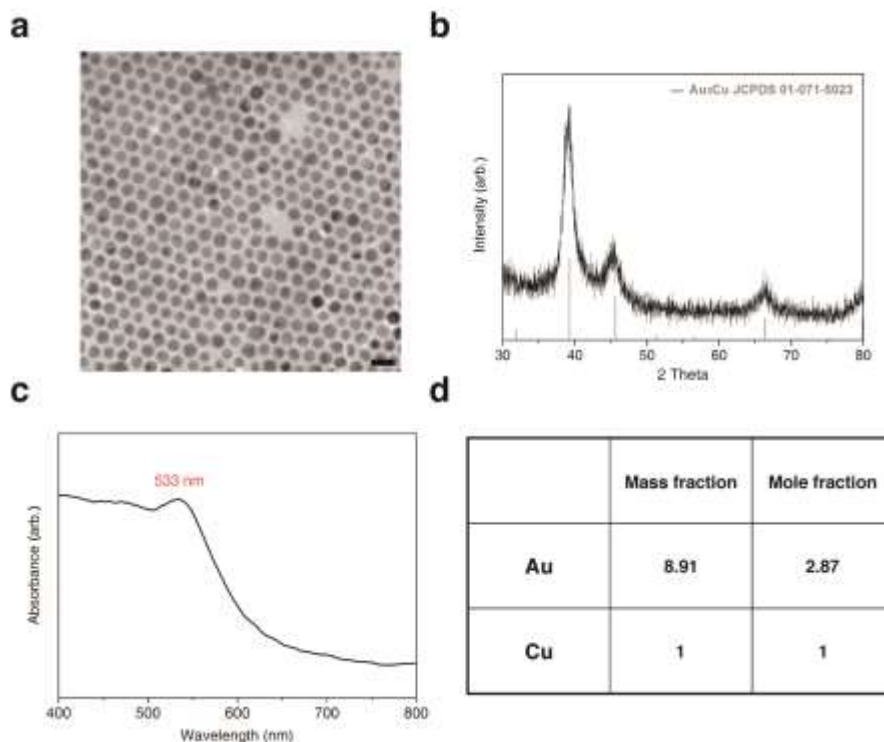 a
b
— Au₃Cu JCPDS 01-071-5023
Intensity (arb.)
30 40 50 60 70 80
2 Theta
c
d
533 nm
Absorbance (arb.)
400 500 600 700 800
Wavelength (nm)
Mass fraction Mole fraction
Au 8.91 2.87
Cu 1 1